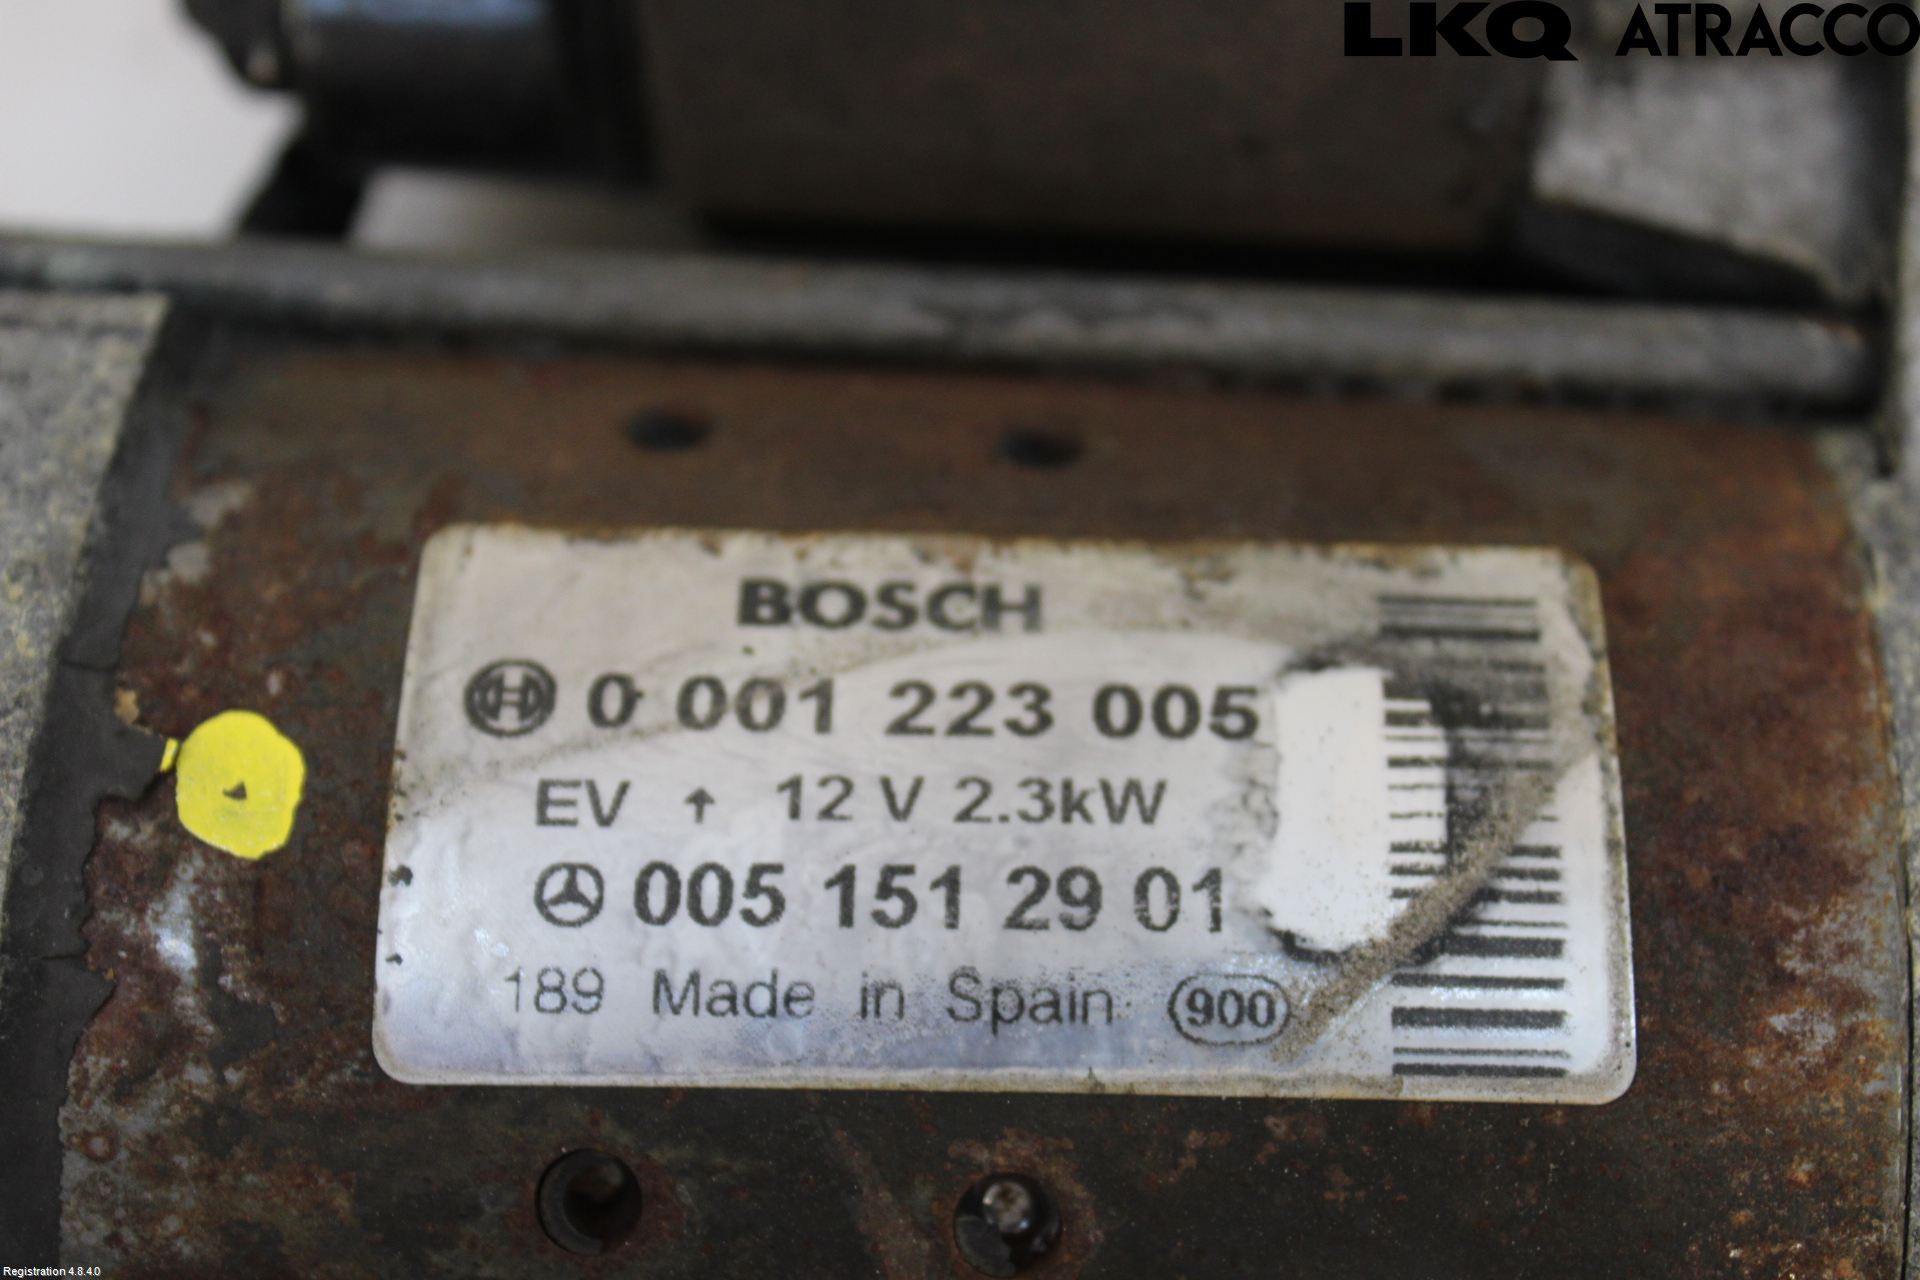 LKQ ATRACCO
BOSCH
0 001 223 005
EV ↑ 12 V 2.3kW
005 151 29 01
189 Made in Spain 900
Registration 4.8.4.0